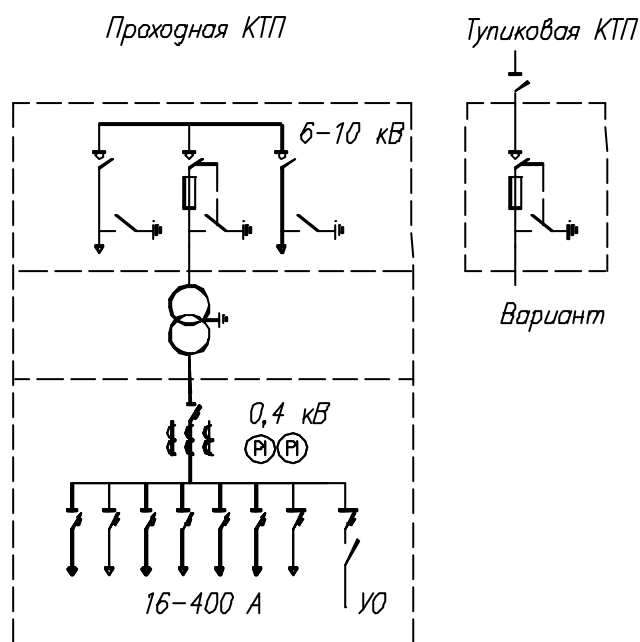 Проходная КТП
Тупиковая КТП
6-10 кВ
Вариант
0,4 кВ
PI PI
16-400 А
УО